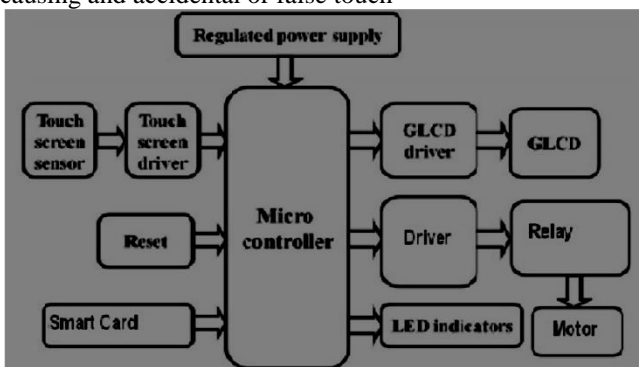 causing and accidental or false touch
Regulated power supply
Touch
screen
sensor
Touch
screen
driver
GLCD
driver
GLCD
Micro
controller
Reset
Driver
Relay
Smart Card
LED indicators
Motor